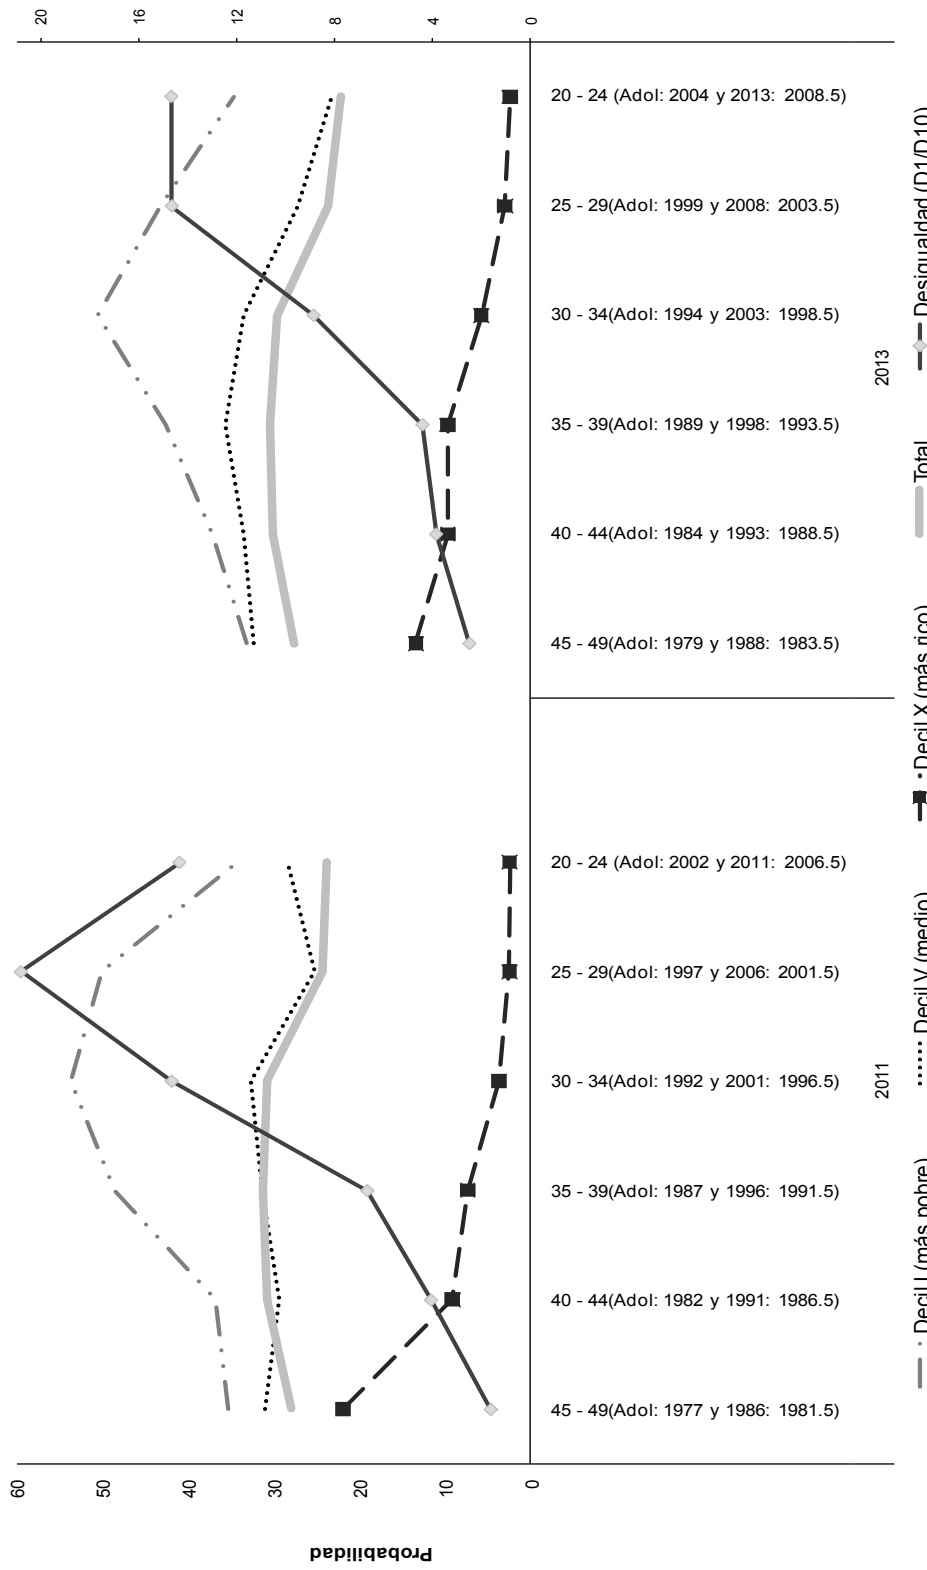 20
16
12
8
4
0
20 - 24 (Adol: 2004 y 2013: 2008.5)
25 - 29(Adol: 1999 y 2008: 2003.5)
30 - 34(Adol: 1994 y 2003: 1998.5)
35 - 39(Adol: 1989 y 1998: 1993.5)
40 - 44(Adol: 1984 y 1993: 1988.5)
45 - 49(Adol: 1979 y 1988: 1983.5)
2013
20 - 24 (Adol: 2002 y 2011: 2006.5)
25 - 29(Adol: 1997 y 2006: 2001.5)
30 - 34(Adol: 1992 y 2001: 1996.5)
35 - 39(Adol: 1987 y 1996: 1991.5)
40 - 44(Adol: 1982 y 1991: 1986.5)
45 - 49(Adol: 1977 y 1986: 1981.5)
2011
60
50
40
30
20
10
0
Probabilidad
Decil I (más pobre)
Decil V (medio)
Decil X (más rico)
Total
Desigualdad (D1/D10)